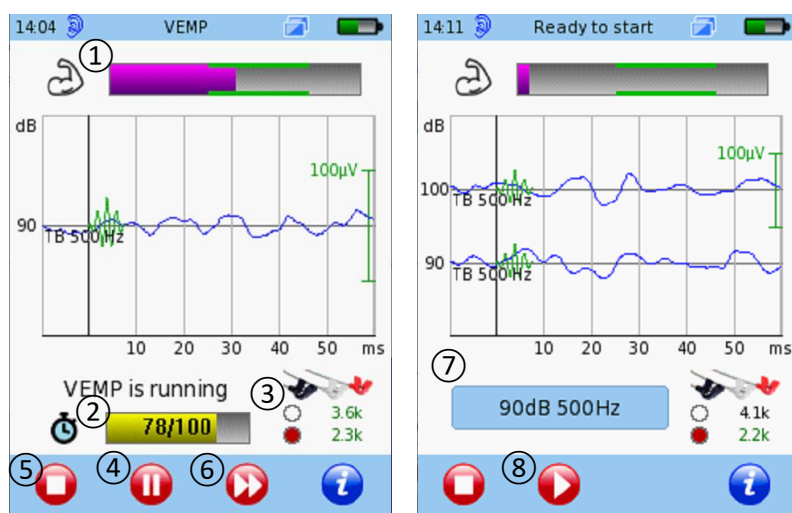 14:04 VEMP
①
dB
100µV
90
TB 500 Hz
10 20 30 40 50 ms
VEMP is running
③
② 78/100
3.6k
2.3k
⑤ ④ ⑥
i
14:11 Ready to start
dB
100µV
100
TB 500 Hz
90
TB 500 Hz
10 20 30 40 50 ms
⑦
90dB 500Hz
4.1k
2.2k
⑧
i